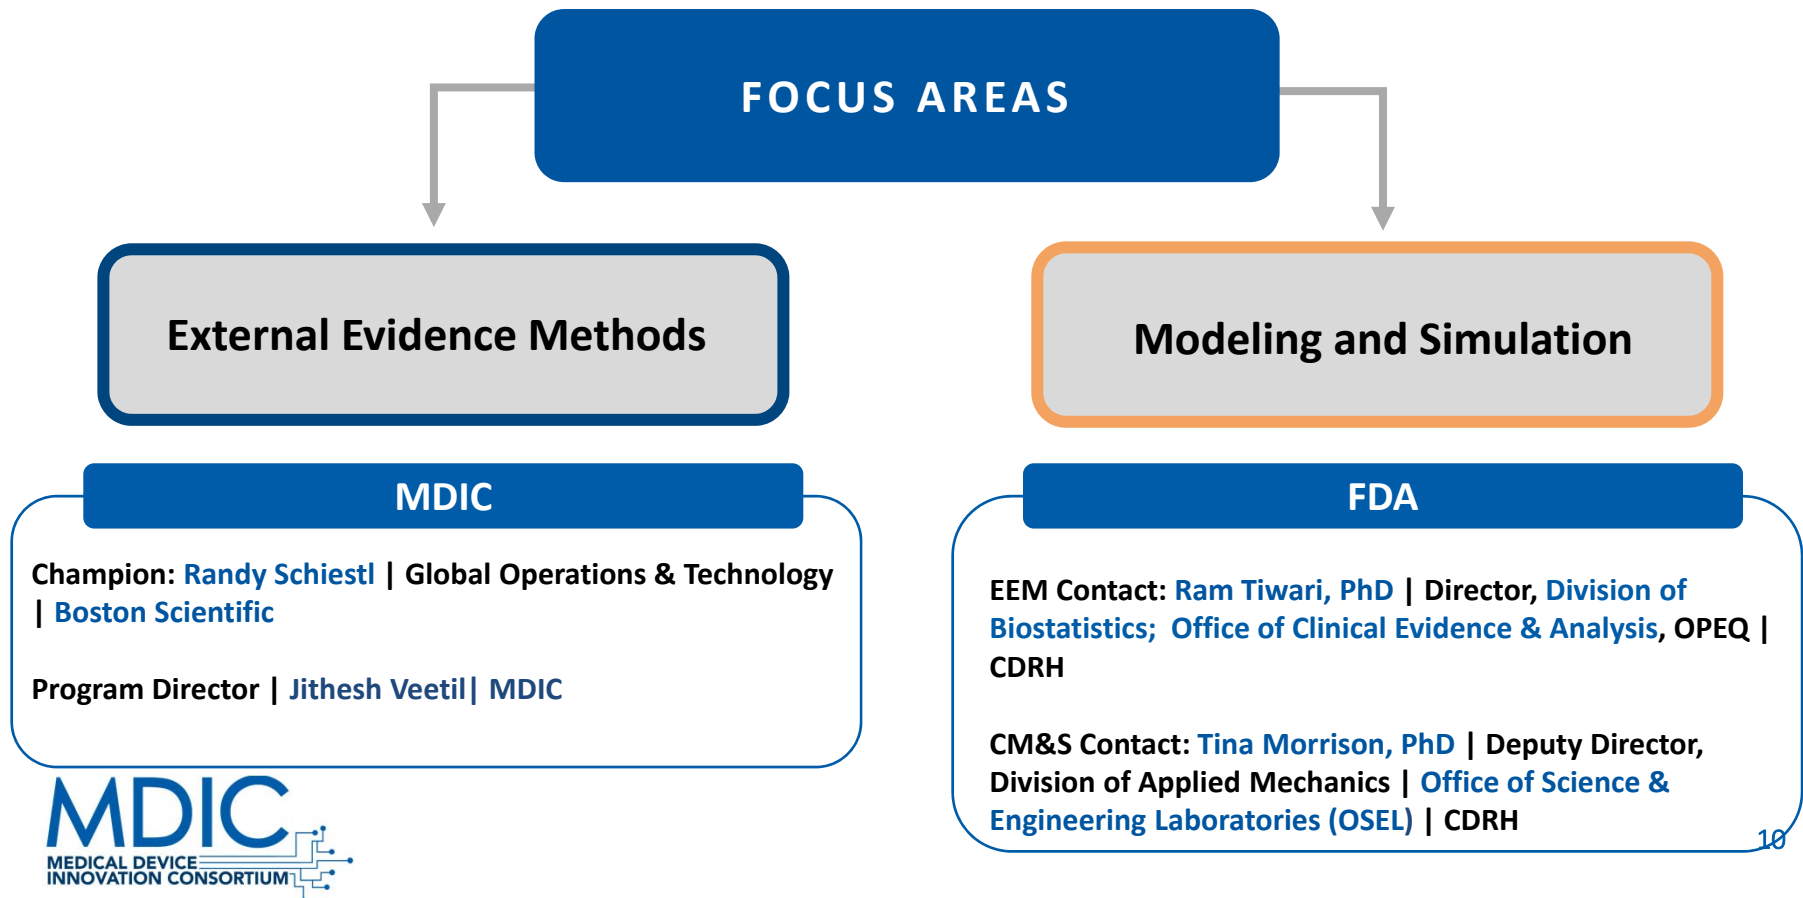 FOCUS AREAS
External Evidence Methods
Modeling and Simulation
MDIC
Champion: Randy Schiestl | Global Operations & Technology
| Boston Scientific
Program Director | Jithesh Veetil| MDIC
FDA
EEM Contact: Ram Tiwari, PhD | Director, Division of
Biostatistics;  Office of Clinical Evidence & Analysis, OPEQ |
CDRH
CM&S Contact: Tina Morrison, PhD | Deputy Director,
Division of Applied Mechanics | Office of Science &
Engineering Laboratories (OSEL) | CDRH
MDIC
MEDICAL DEVICE
INNOVATION CONSORTIUM
10